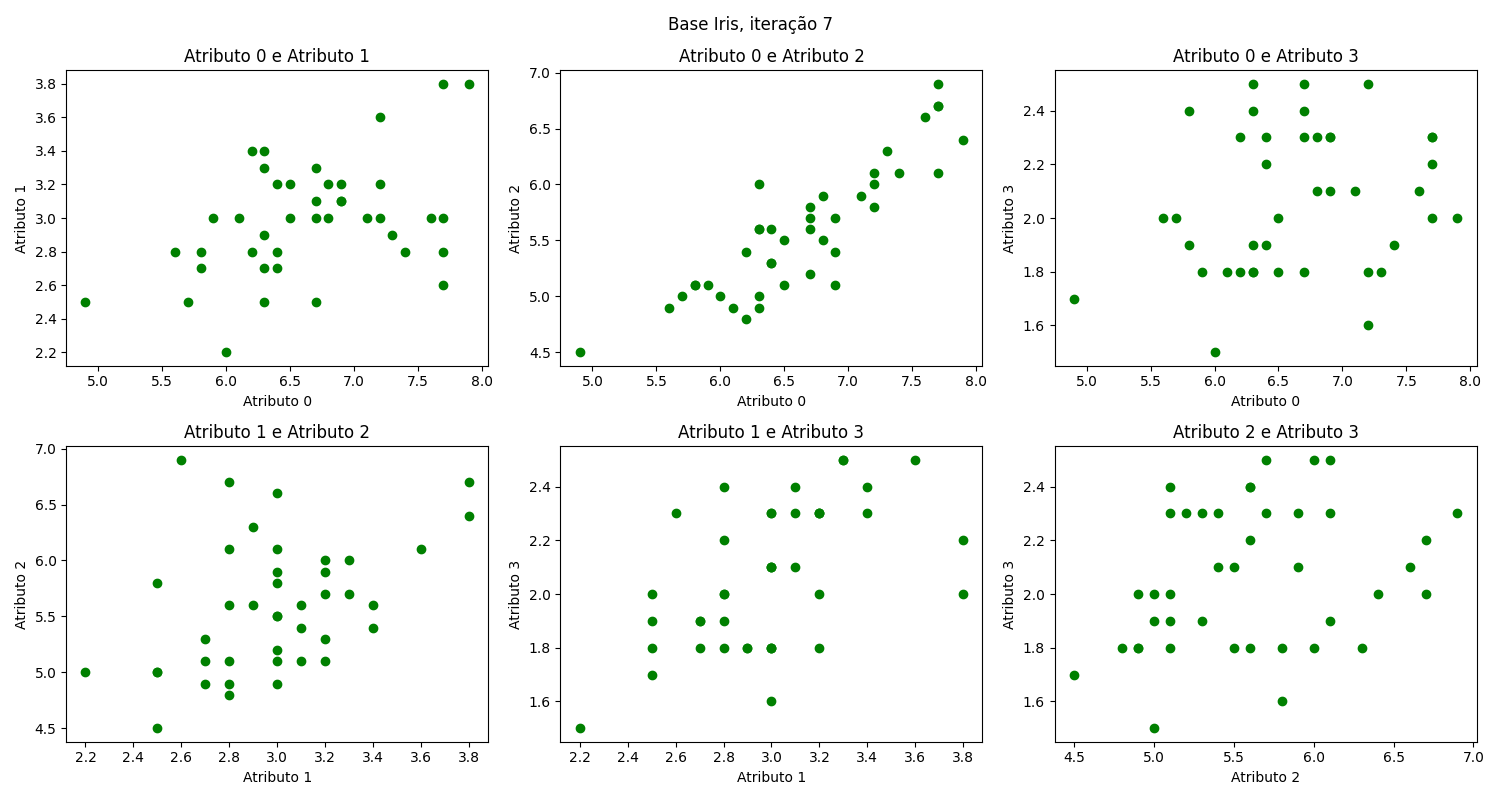 Base Iris, iteração 7
Atributo 0 e Atributo 1
3.8
3.6
3.4
3.2
3.0
2.8
2.6
2.4
2.2
Atributo 1
5.0 5.5 6.0 6.5 7.0 7.5 8.0
Atributo 0
Atributo 0 e Atributo 2
7.0
6.5
6.0
5.5
5.0
4.5
Atributo 2
5.0 5.5 6.0 6.5 7.0 7.5 8.0
Atributo 0
Atributo 0 e Atributo 3
2.4
2.2
2.0
1.8
1.6
Atributo 3
5.0 5.5 6.0 6.5 7.0 7.5 8.0
Atributo 0
Atributo 1 e Atributo 2
7.0
6.5
6.0
5.5
5.0
4.5
Atributo 2
2.2 2.4 2.6 2.8 3.0 3.2 3.4 3.6 3.8
Atributo 1
Atributo 1 e Atributo 3
2.4
2.2
2.0
1.8
1.6
Atributo 3
2.2 2.4 2.6 2.8 3.0 3.2 3.4 3.6 3.8
Atributo 1
Atributo 2 e Atributo 3
2.4
2.2
2.0
1.8
1.6
Atributo 3
4.5 5.0 5.5 6.0 6.5 7.0
Atributo 2